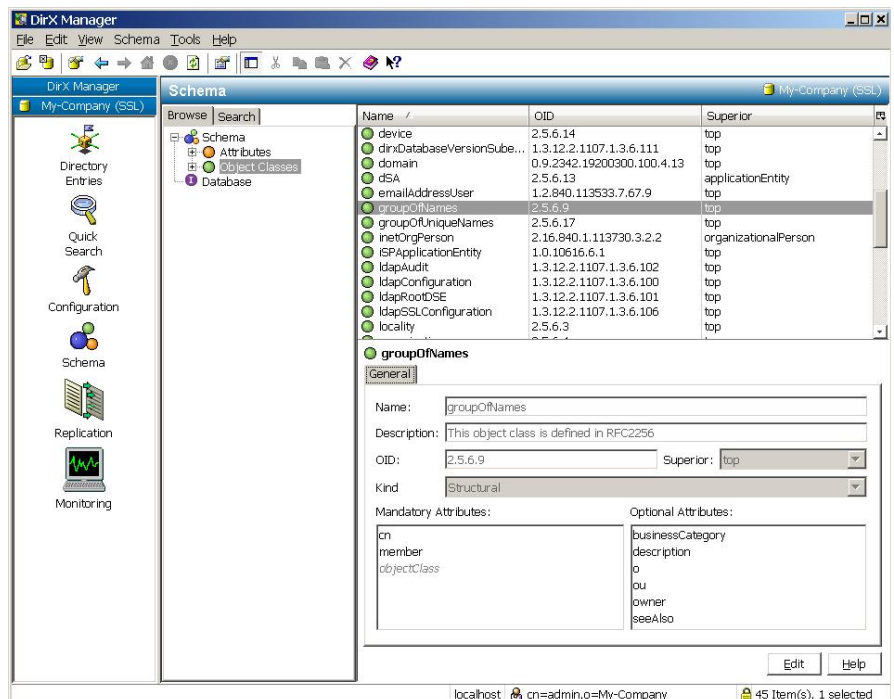 DirX Manager
File Edit View Schema Tools Help
DirX Manager
My-Company (SSL)
Directory
Entries
Quick
Search
Configuration
Schema
Replication
Monitoring
Schema
My-Company (SSL)
Browse Search
Schema
Attributes
Object Classes
Database
Name / OID Superior
device 2.5.6.14 top
dirxDatabaseVersionSube... 1.3.12.2.1107.1.3.6.111 top
domain 0.9.2342.19200300.100.4.13 top
dSA 2.5.6.13 applicationEntity
emailAddressUser 1.2.840.113533.7.67.9 top
groupOfNames 2.5.6.9 top
groupOfUniqueNames 2.5.6.17 top
inetOrgPerson 2.16.840.1.113730.3.2.2 organizationalPerson
iSPApplicationEntity 1.0.10616.6.1 top
ldapAudit 1.3.12.2.1107.1.3.6.102 top
ldapConfiguration 1.3.12.2.1107.1.3.6.100 top
ldapRootDSE 1.3.12.2.1107.1.3.6.101 top
ldapSSLConfiguration 1.3.12.2.1107.1.3.6.106 top
locality 2.5.6.3 top
groupOfNames
General
Name: groupOfNames
Description: This object class is defined in RFC2256
OID: 2.5.6.9 Superior: top
Kind Structural
Mandatory Attributes: Optional Attributes:
cn businessCategory
member description
objectClass o
ou
owner
seeAlso
Edit Help
localhost cn=admin,o=My-Company 45 Item(s), 1 selected